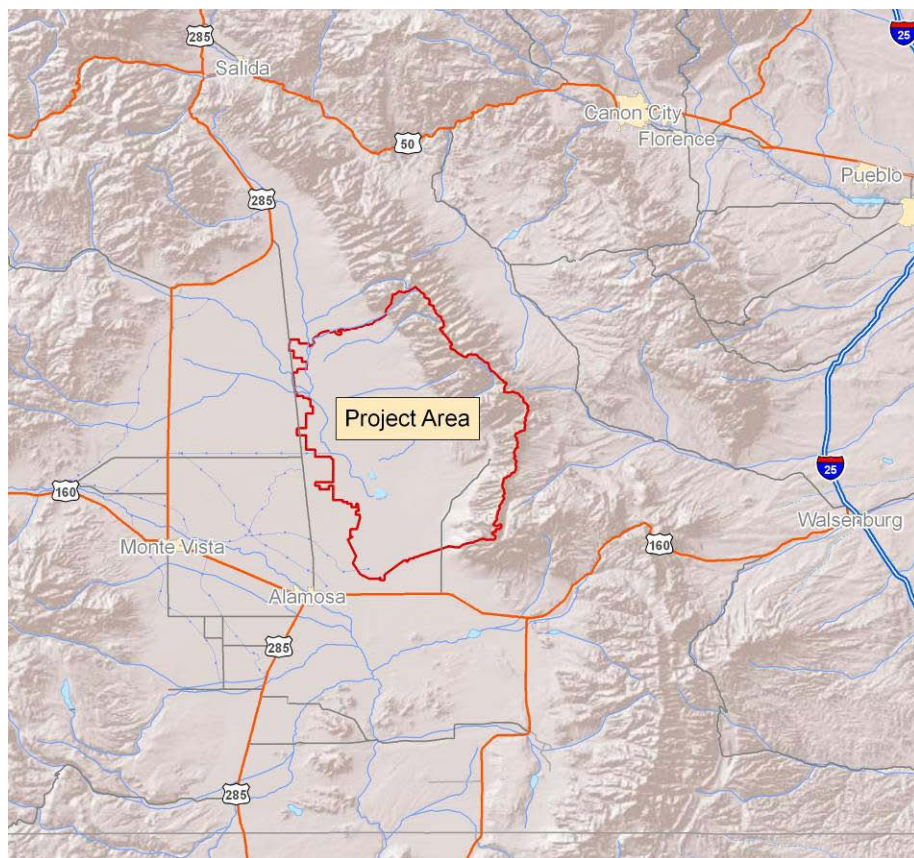 285
25
Salida
Canon City
50
Florence
Pueblo
285
Project Area
25
160
Walsenburg
Monte Vista
160
Alamosa
285
285